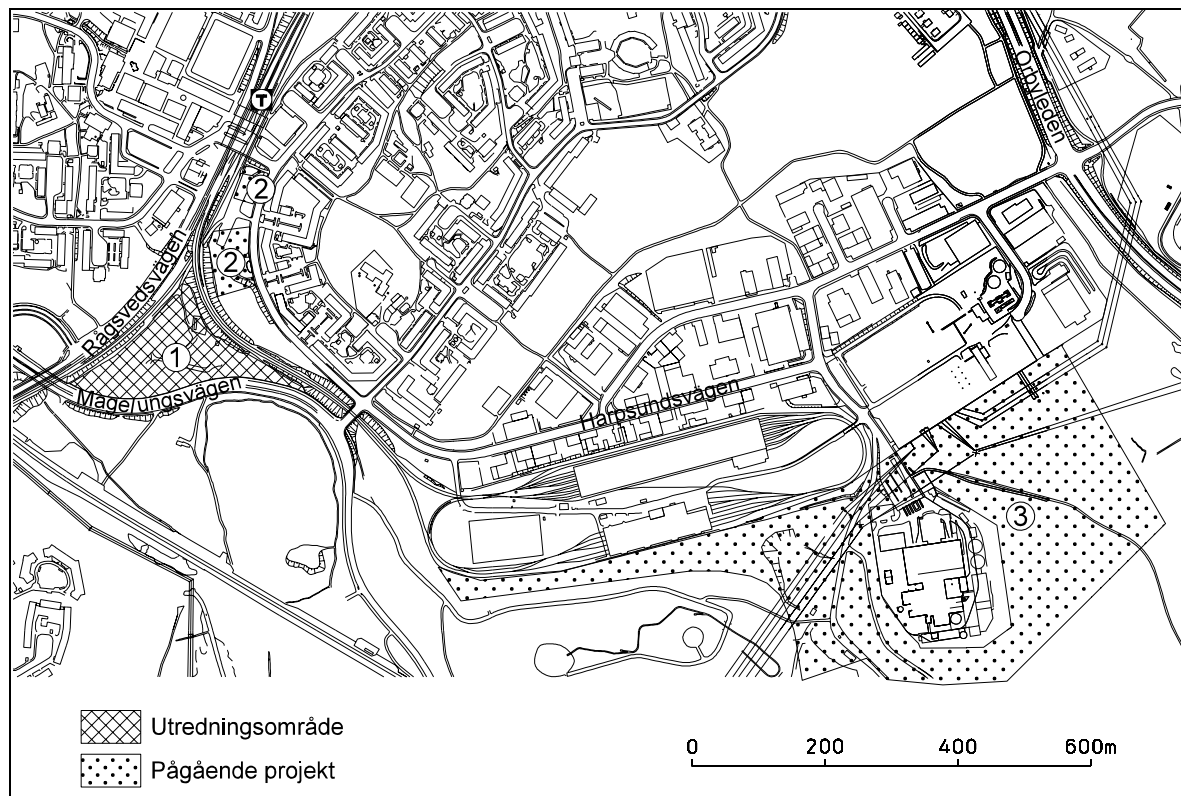 T
Örbyleden
2
2
Rågsvedsvägen
1
Magelungsvägen
Harpsundsvägen
3
Utredningsområde
Pågående projekt
0 200 400 600m